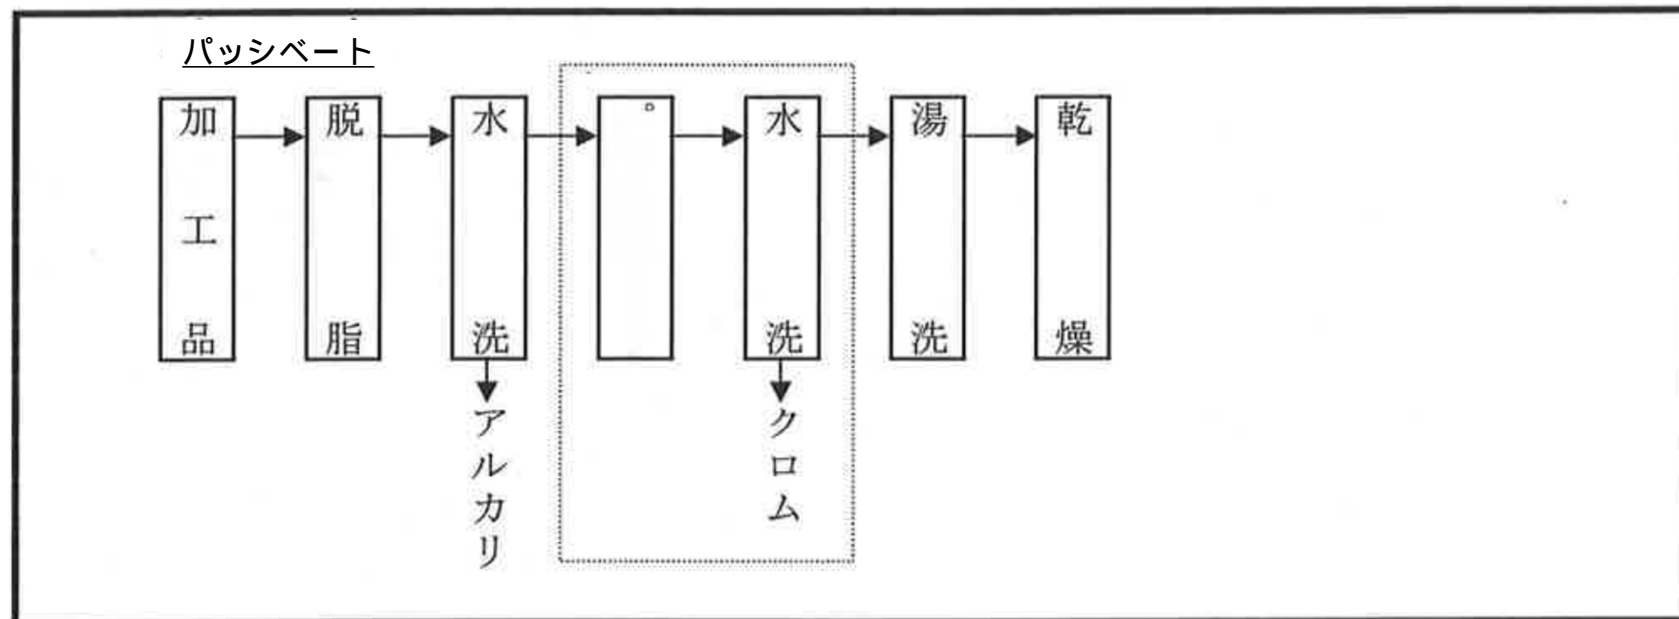 パッシベート
加工品
脱脂
水洗
アルカリ
水洗
クロム
湯洗
乾燥